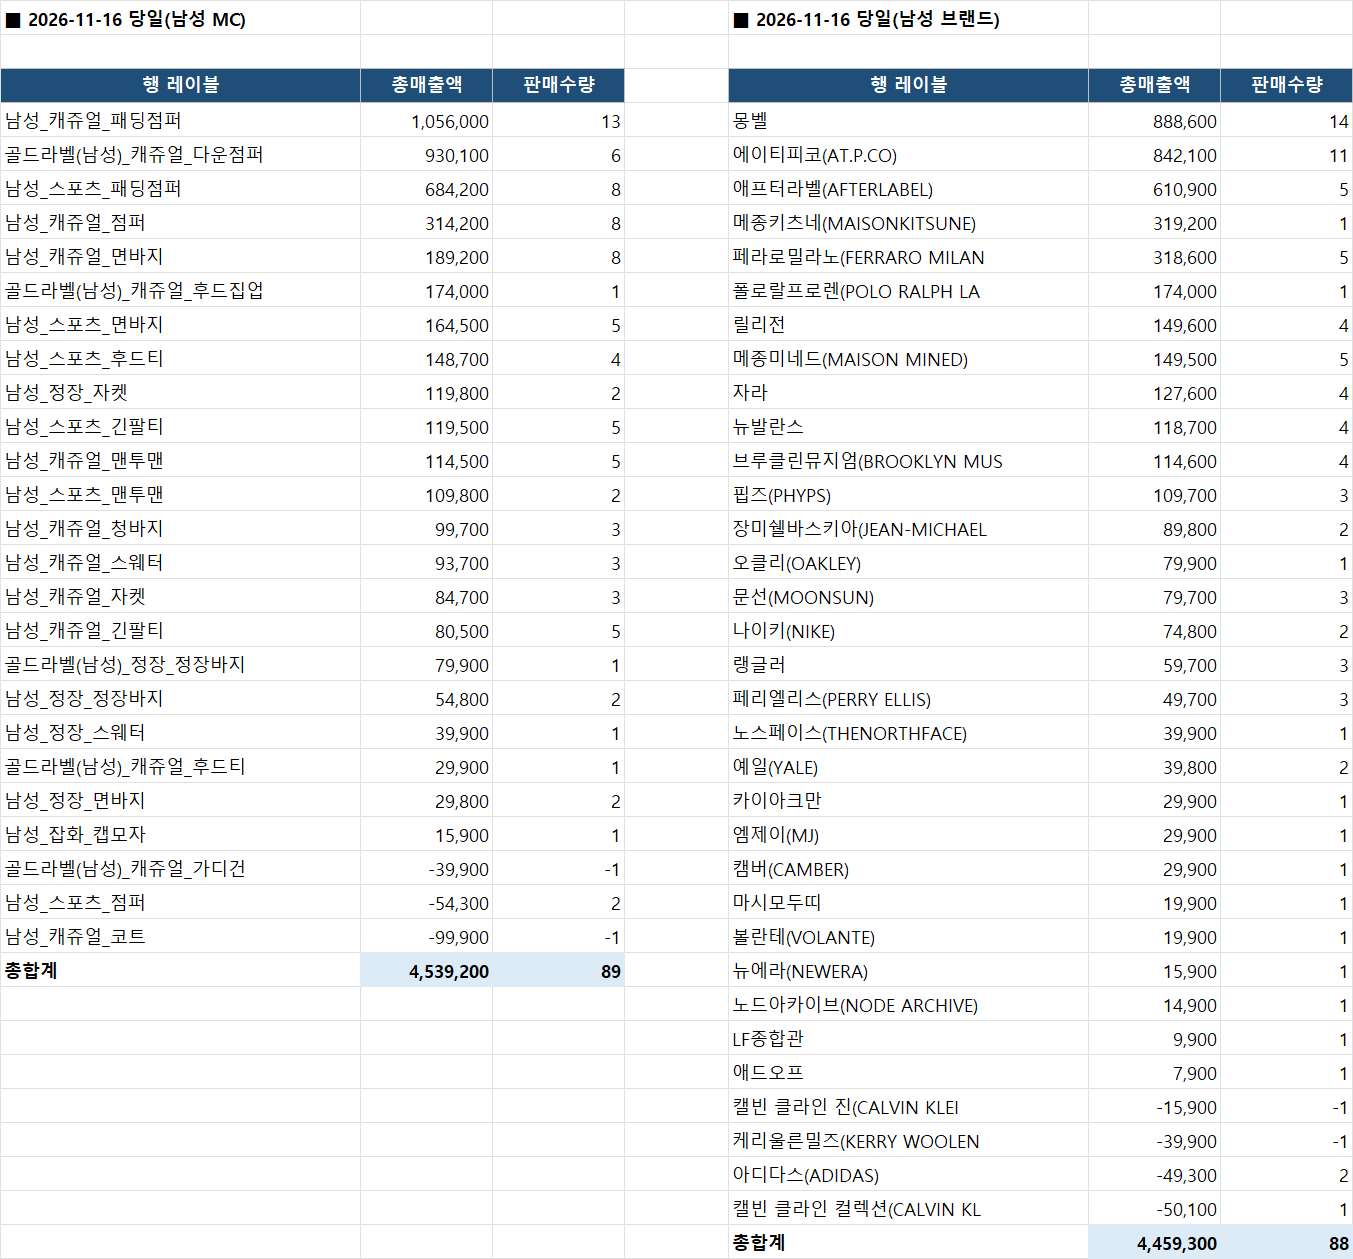 ■ 2026-11-16 당일(남성 MC)
행 레이블 총매출액 판매수량
남성_캐쥬얼_패딩점퍼 1,056,000 13
골드라벨(남성)_캐쥬얼_다운점퍼 930,100 6
남성_스포츠_패딩점퍼 684,200 8
남성_캐쥬얼_점퍼 314,200 8
남성_캐쥬얼_면바지 189,200 8
골드라벨(남성)_캐쥬얼_후드집업 174,000 1
남성_스포츠_면바지 164,500 5
남성_스포츠_후드티 148,700 4
남성_정장_자켓 119,800 2
남성_스포츠_긴팔티 119,500 5
남성_캐쥬얼_맨투맨 114,500 5
남성_스포츠_맨투맨 109,800 2
남성_캐쥬얼_청바지 99,700 3
남성_캐쥬얼_스웨터 93,700 3
남성_캐쥬얼_자켓 84,700 3
남성_캐쥬얼_긴팔티 80,500 5
골드라벨(남성)_정장_정장바지 79,900 1
남성_정장_정장바지 54,800 2
남성_정장_스웨터 39,900 1
골드라벨(남성)_캐쥬얼_후드티 29,900 1
남성_정장_면바지 29,800 2
남성_잡화_캡모자 15,900 1
골드라벨(남성)_캐쥬얼_가디건 -39,900 -1
남성_스포츠_점퍼 -54,300 2
남성_캐쥬얼_코트 -99,900 -1
총합계 4,539,200 89
■ 2026-11-16 당일(남성 브랜드)
행 레이블 총매출액 판매수량
몽벨 888,600 14
에이티피코(AT.P.CO) 842,100 11
애프터라벨(AFTERLABEL) 610,900 5
메종키츠네(MAISONKITSUNE) 319,200 1
페라로밀라노(FERRARO MILAN 318,600 5
폴로랄프로렌(POLO RALPH LA 174,000 1
릴리전 149,600 4
메종미네드(MAISON MINED) 149,500 5
자라 127,600 4
뉴발란스 118,700 4
브루클린뮤지엄(BROOKLYN MUS 114,600 4
핍즈(PHYPS) 109,700 3
장미쉘바스키아(JEAN-MICHAEL 89,800 2
오클리(OAKLEY) 79,900 1
문선(MOONSUN) 79,700 3
나이키(NIKE) 74,800 2
랭글러 59,700 3
페리엘리스(PERRY ELLIS) 49,700 3
노스페이스(THENORTHFACE) 39,900 1
예일(YALE) 39,800 2
카이아크만 29,900 1
엠제이(MJ) 29,900 1
캠버(CAMBER) 29,900 1
마시모두띠 19,900 1
볼란테(VOLANTE) 19,900 1
뉴에라(NEWERA) 15,900 1
노드아카이브(NODE ARCHIVE) 14,900 1
LF종합관 9,900 1
애드오프 7,900 1
캘빈 클라인 진(CALVIN KLEI -15,900 -1
케리울른밀즈(KERRY WOOLEN -39,900 -1
아디다스(ADIDAS) -49,300 2
캘빈 클라인 컬렉션(CALVIN KL -50,100 1
총합계 4,459,300 88